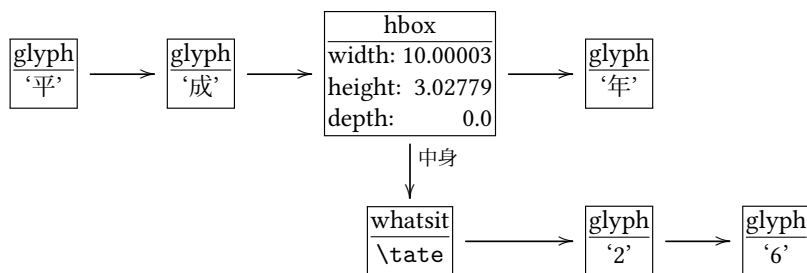 glyph
‘平’
glyph
‘成’
hbox
width: 10.00003
height: 3.02779
depth: 0.0
glyph
‘年’
中身
whatsit
\tate
glyph
‘2’
glyph
‘6’